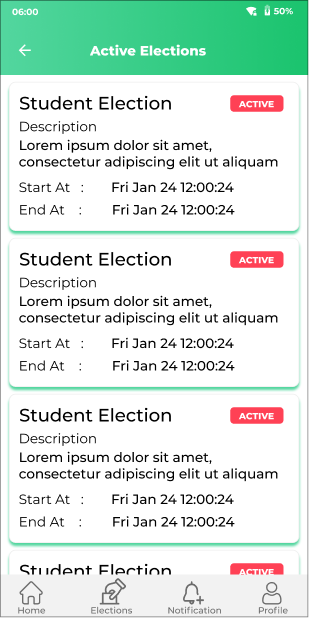 06:00 50%
Active Elections
Student Election ACTIVE
Description
Lorem ipsum dolor sit amet,
consectetur adipiscing elit ut aliquam
Start At : Fri Jan 24 12:00:24
End At : Fri Jan 24 12:00:24
Student Election ACTIVE
Description
Lorem ipsum dolor sit amet,
consectetur adipiscing elit ut aliquam
Start At : Fri Jan 24 12:00:24
End At : Fri Jan 24 12:00:24
Student Election ACTIVE
Description
Lorem ipsum dolor sit amet,
consectetur adipiscing elit ut aliquam
Start At : Fri Jan 24 12:00:24
End At : Fri Jan 24 12:00:24
Student Election ACTIVE
Home Elections Notification Profile